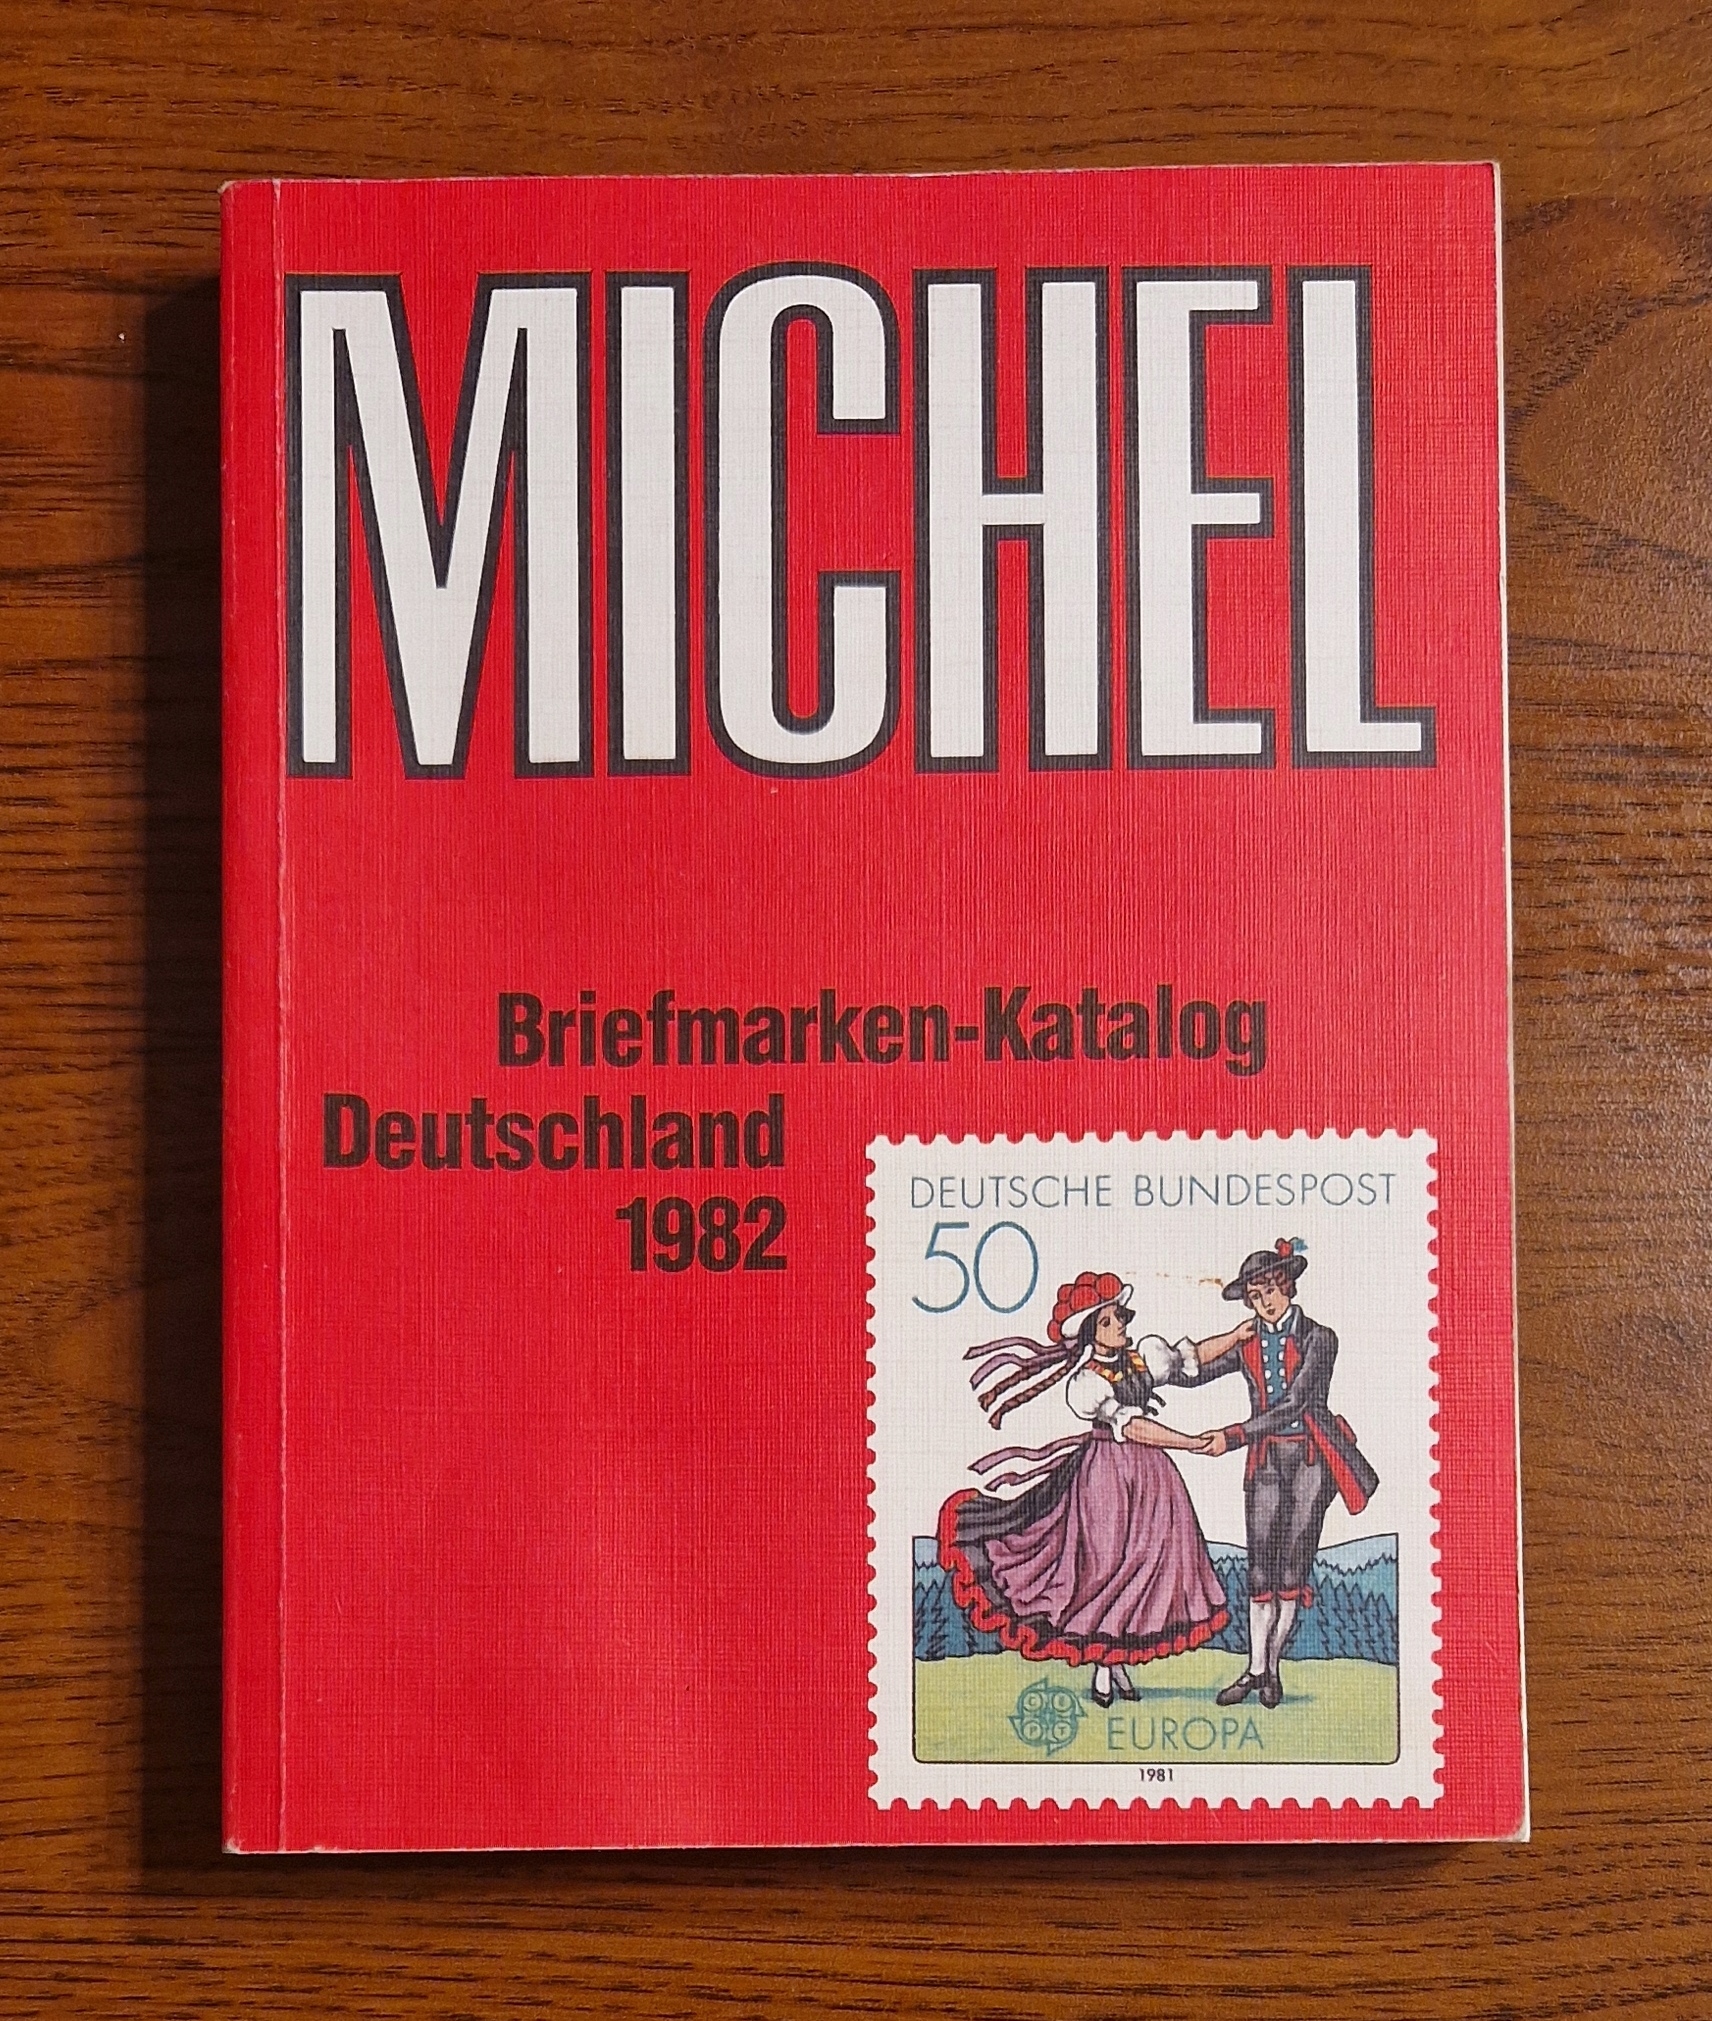 MICHEL
Briefmarken-Katalog
Deutschland
1982
DEUTSCHE BUNDESPOST
50
C E
P T
EUROPA
1981